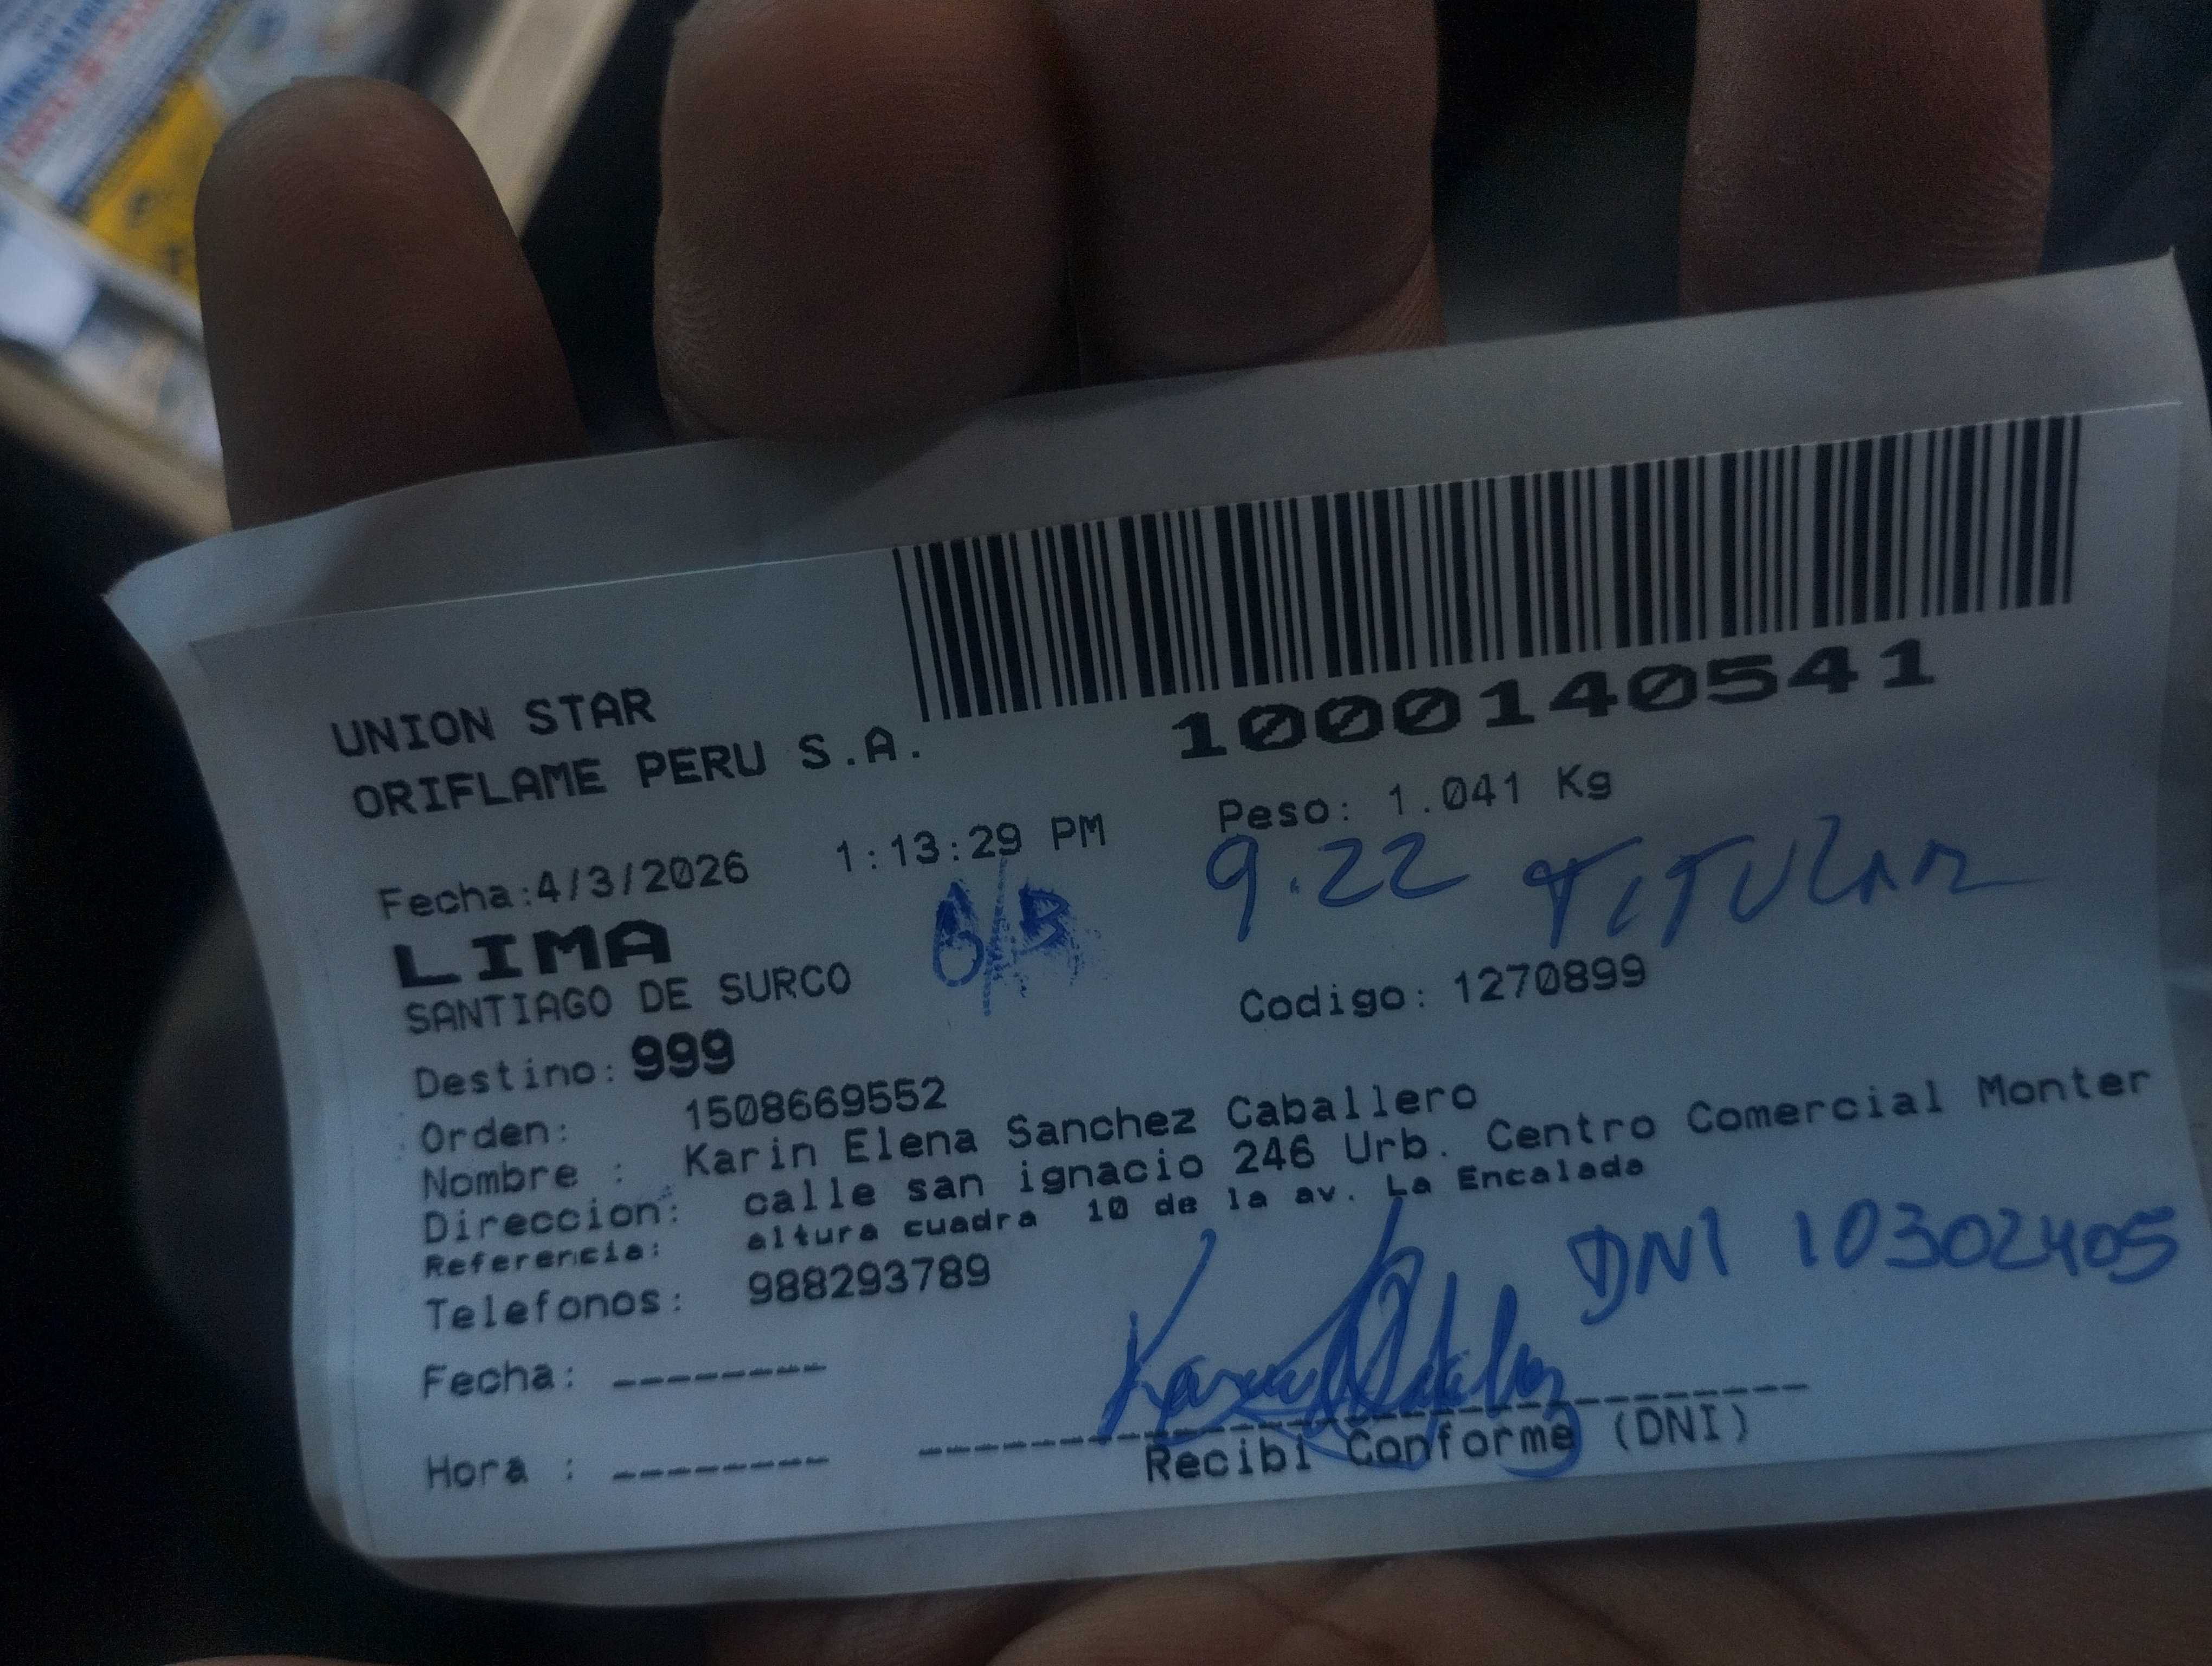 UNION STAR
ORIFLAME PERU S.A.
1000140541
Fecha:4/3/2026 1:13:29 PM Peso: 1.041 Kg
9.22 TITULAR
LIMA
SANTIAGO DE SURCO
Codigo: 1270899
Destino: 999
Orden: 1508669552
Nombre : Karin Elena Sanchez Caballero
Direccion: calle san ignacio 246 Urb. Centro Comercial Monter
Referencia: altura cuadra 10 de la av. La Encalada
Telefonos: 988293789
DNI 10302405
Fecha: --------
Hora : --------
Recibi Conforme (DNI)